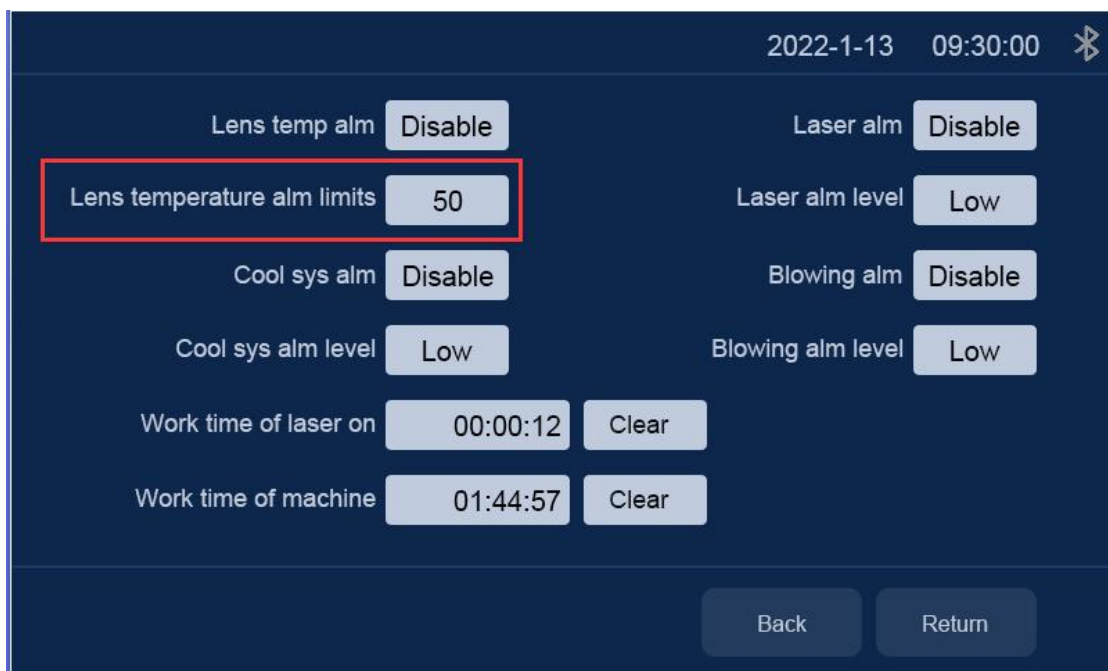 2022-1-13 09:30:00
Lens temp alm Disable Laser alm Disable
Lens temperature alm limits 50 Laser alm level Low
Cool sys alm Disable Blowing alm Disable
Cool sys alm level Low Blowing alm level Low
Work time of laser on 00:00:12 Clear
Work time of machine 01:44:57 Clear
Back Return